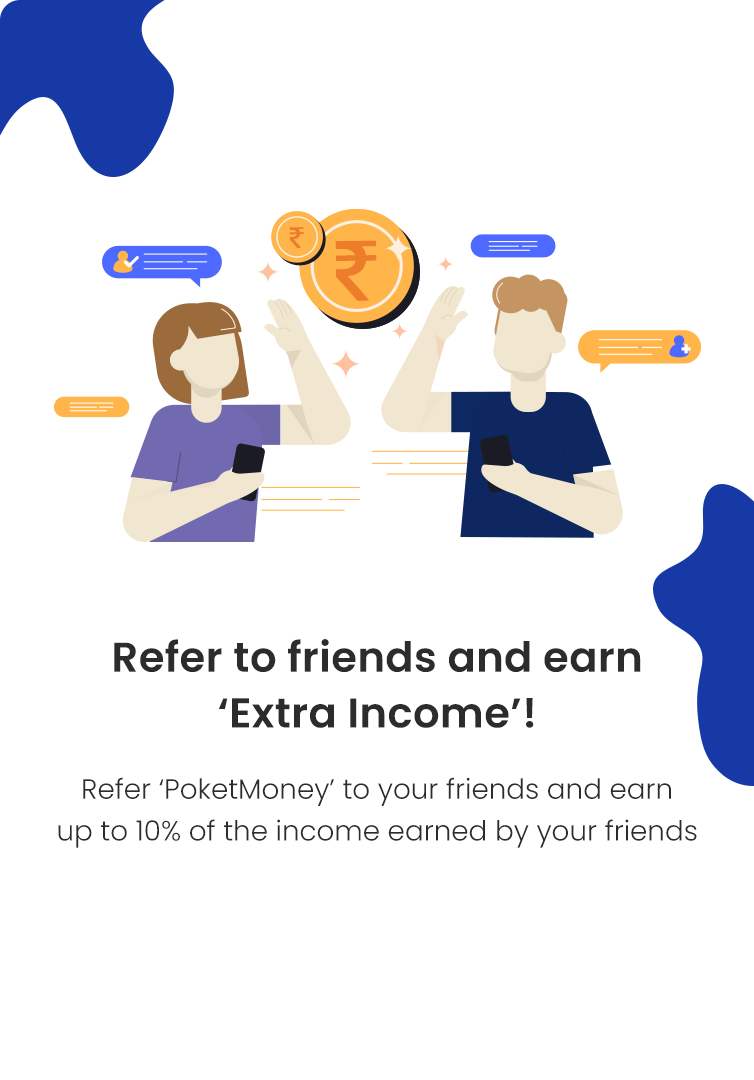 ₹
₹
Refer to friends and earn
‘Extra Income’!
Refer ‘PoketMoney’ to your friends and earn
up to 10% of the income earned by your friends